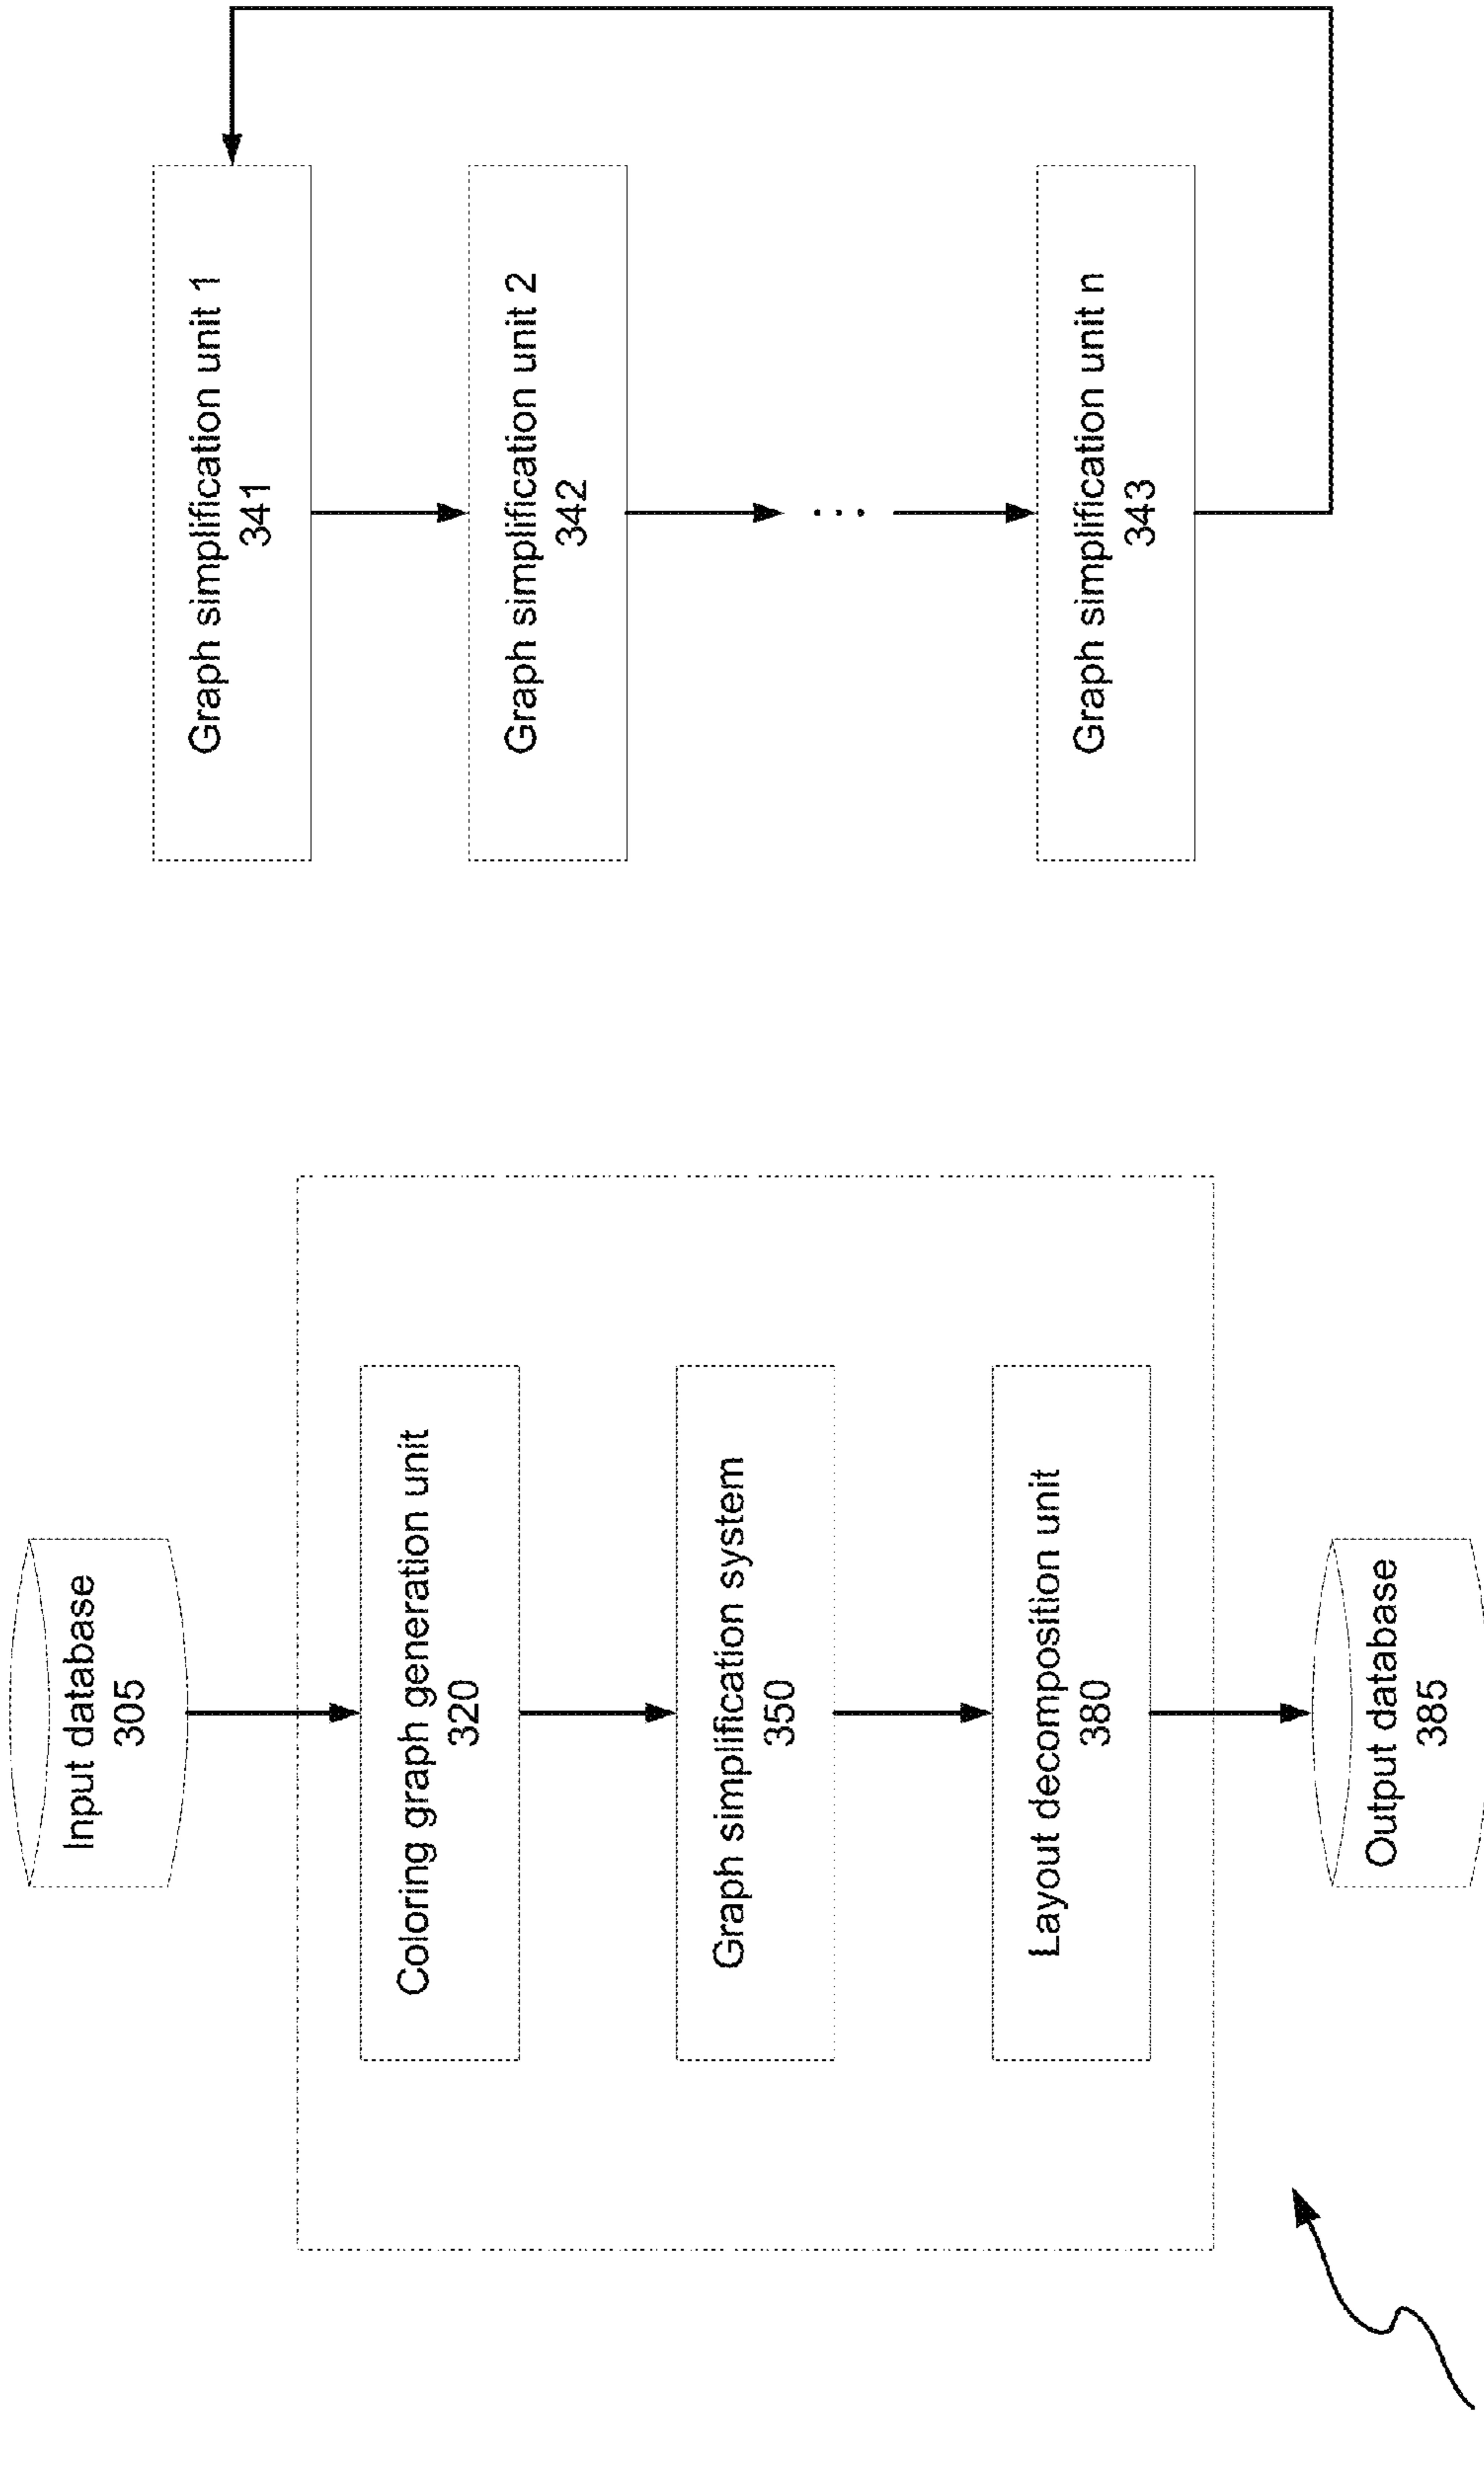 Input database
305
Coloring graph generation unit
320
Graph simplification system
350
Layout decomposition unit
380
Output database
385
Graph simplification unit 1
341
Graph simplification unit 2
342
...
Graph simplification unit n
343